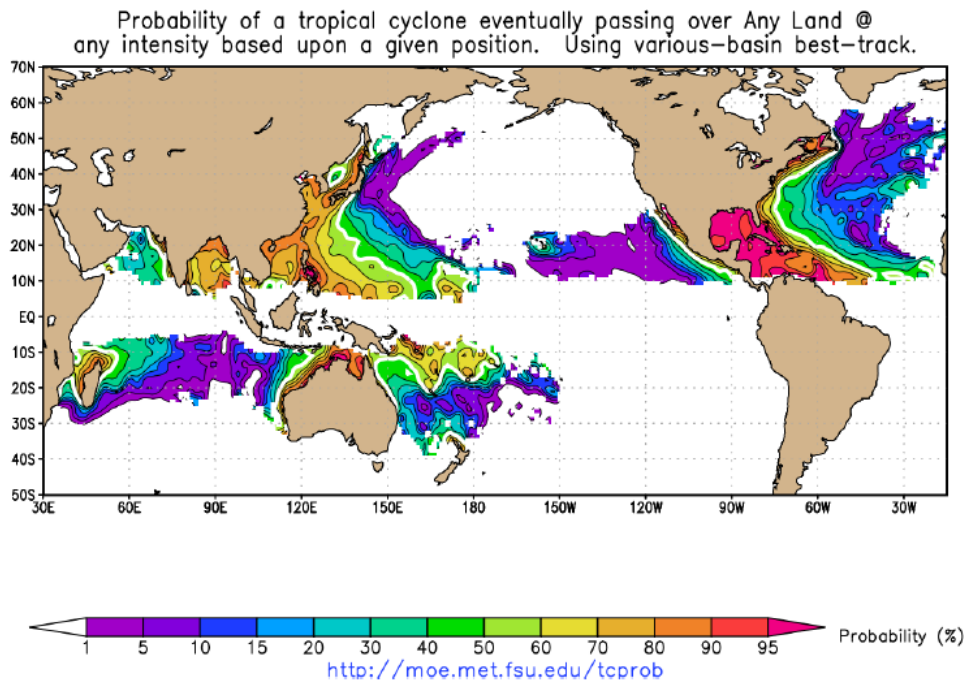 Probability of a tropical cyclone eventually passing over Any Land @
any intensity based upon a given position.  Using various-basin best-track.
70N
60N
50N
40N
30N
20N
10N
EQ
10S
20S
30S
40S
50S
30E 60E 90E 120E 150E 180 150W 120W 90W 60W 30W
1 5 10 15 20 30 40 50 60 70 80 90 95 Probability (%)
http://moe.met.fsu.edu/tcprob